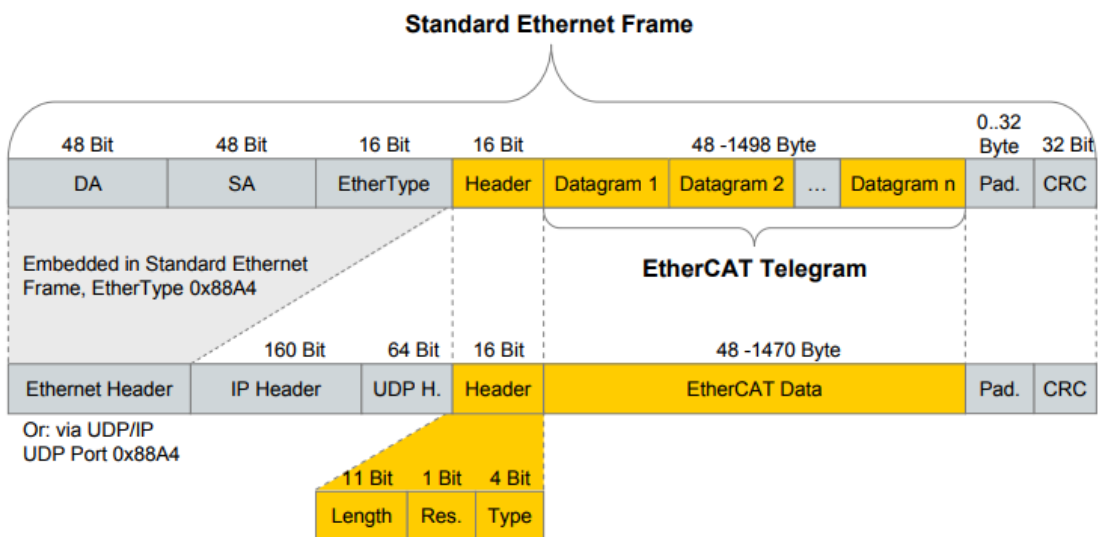 Standard Ethernet Frame
48 Bit 48 Bit 16 Bit 16 Bit 48 -1498 Byte 0..32 Byte 32 Bit
DA SA EtherType Header Datagram 1 Datagram 2 ... Datagram n Pad. CRC
Embedded in Standard Ethernet
Frame, EtherType 0x88A4
EtherCAT Telegram
160 Bit 64 Bit 16 Bit 48 -1470 Byte
Ethernet Header IP Header UDP H. Header EtherCAT Data Pad. CRC
Or: via UDP/IP
UDP Port 0x88A4
11 Bit 1 Bit 4 Bit
Length Res. Type